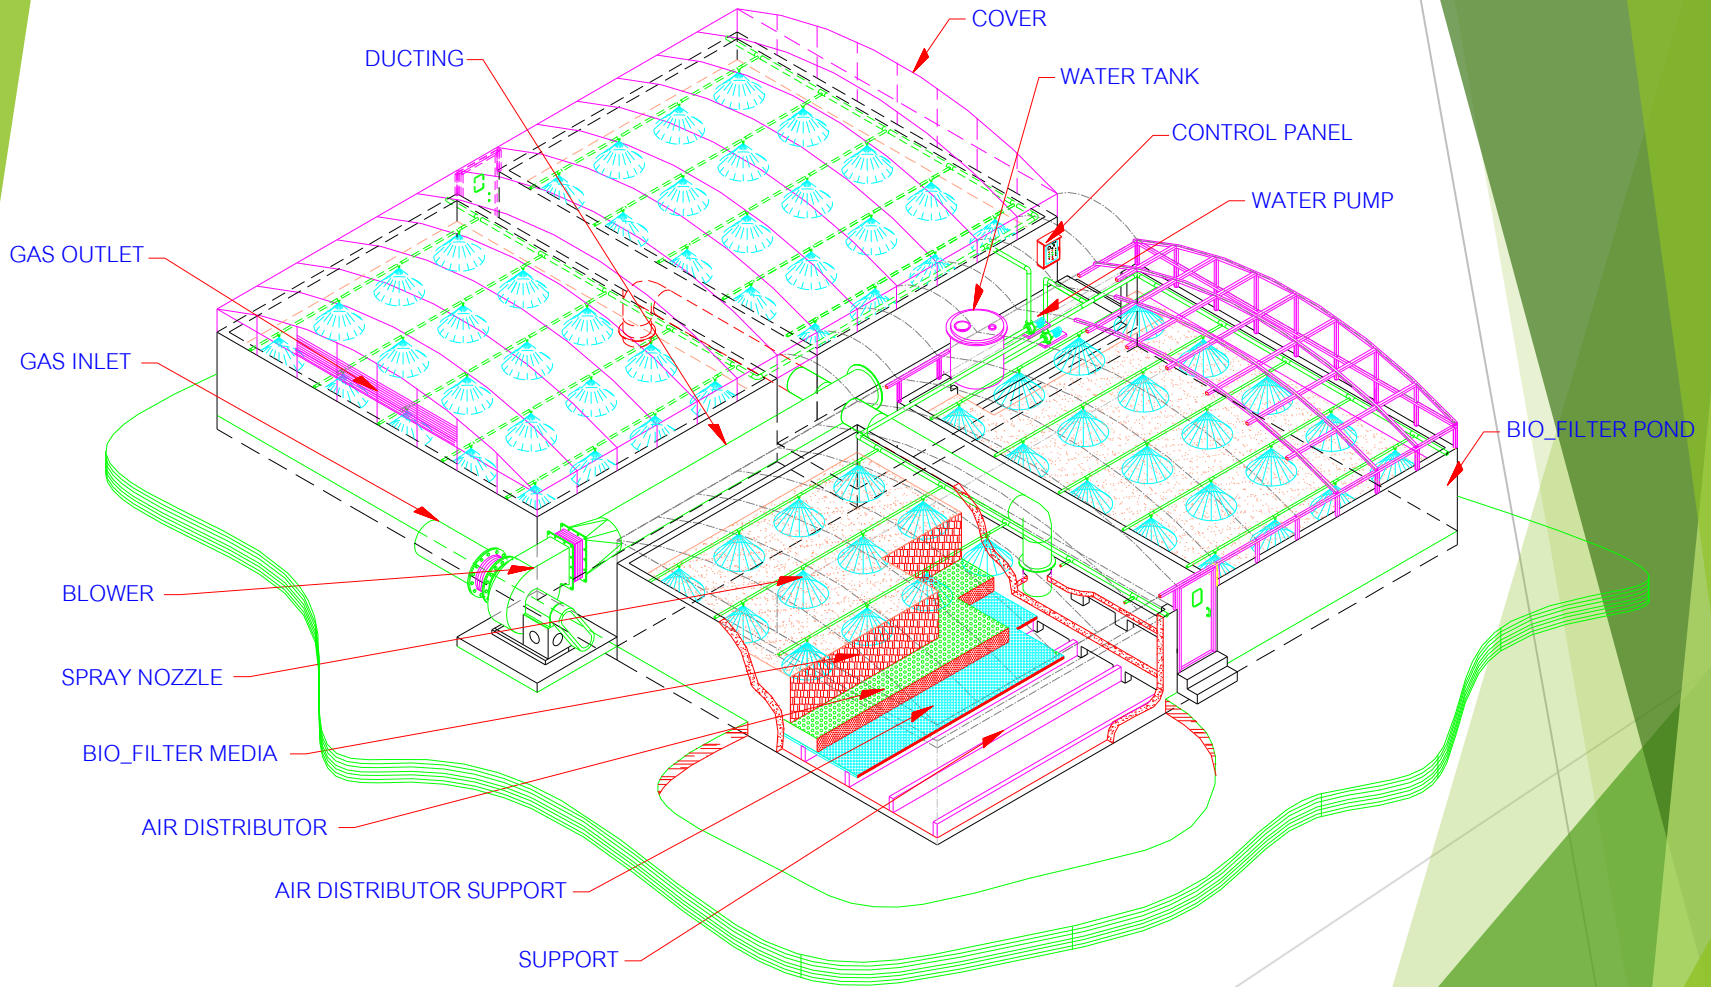 COVER
DUCTING
WATER TANK
CONTROL PANEL
WATER PUMP
GAS OUTLET
GAS INLET
BIO_FILTER POND
BLOWER
SPRAY NOZZLE
BIO_FILTER MEDIA
AIR DISTRIBUTOR
AIR DISTRIBUTOR SUPPORT
SUPPORT